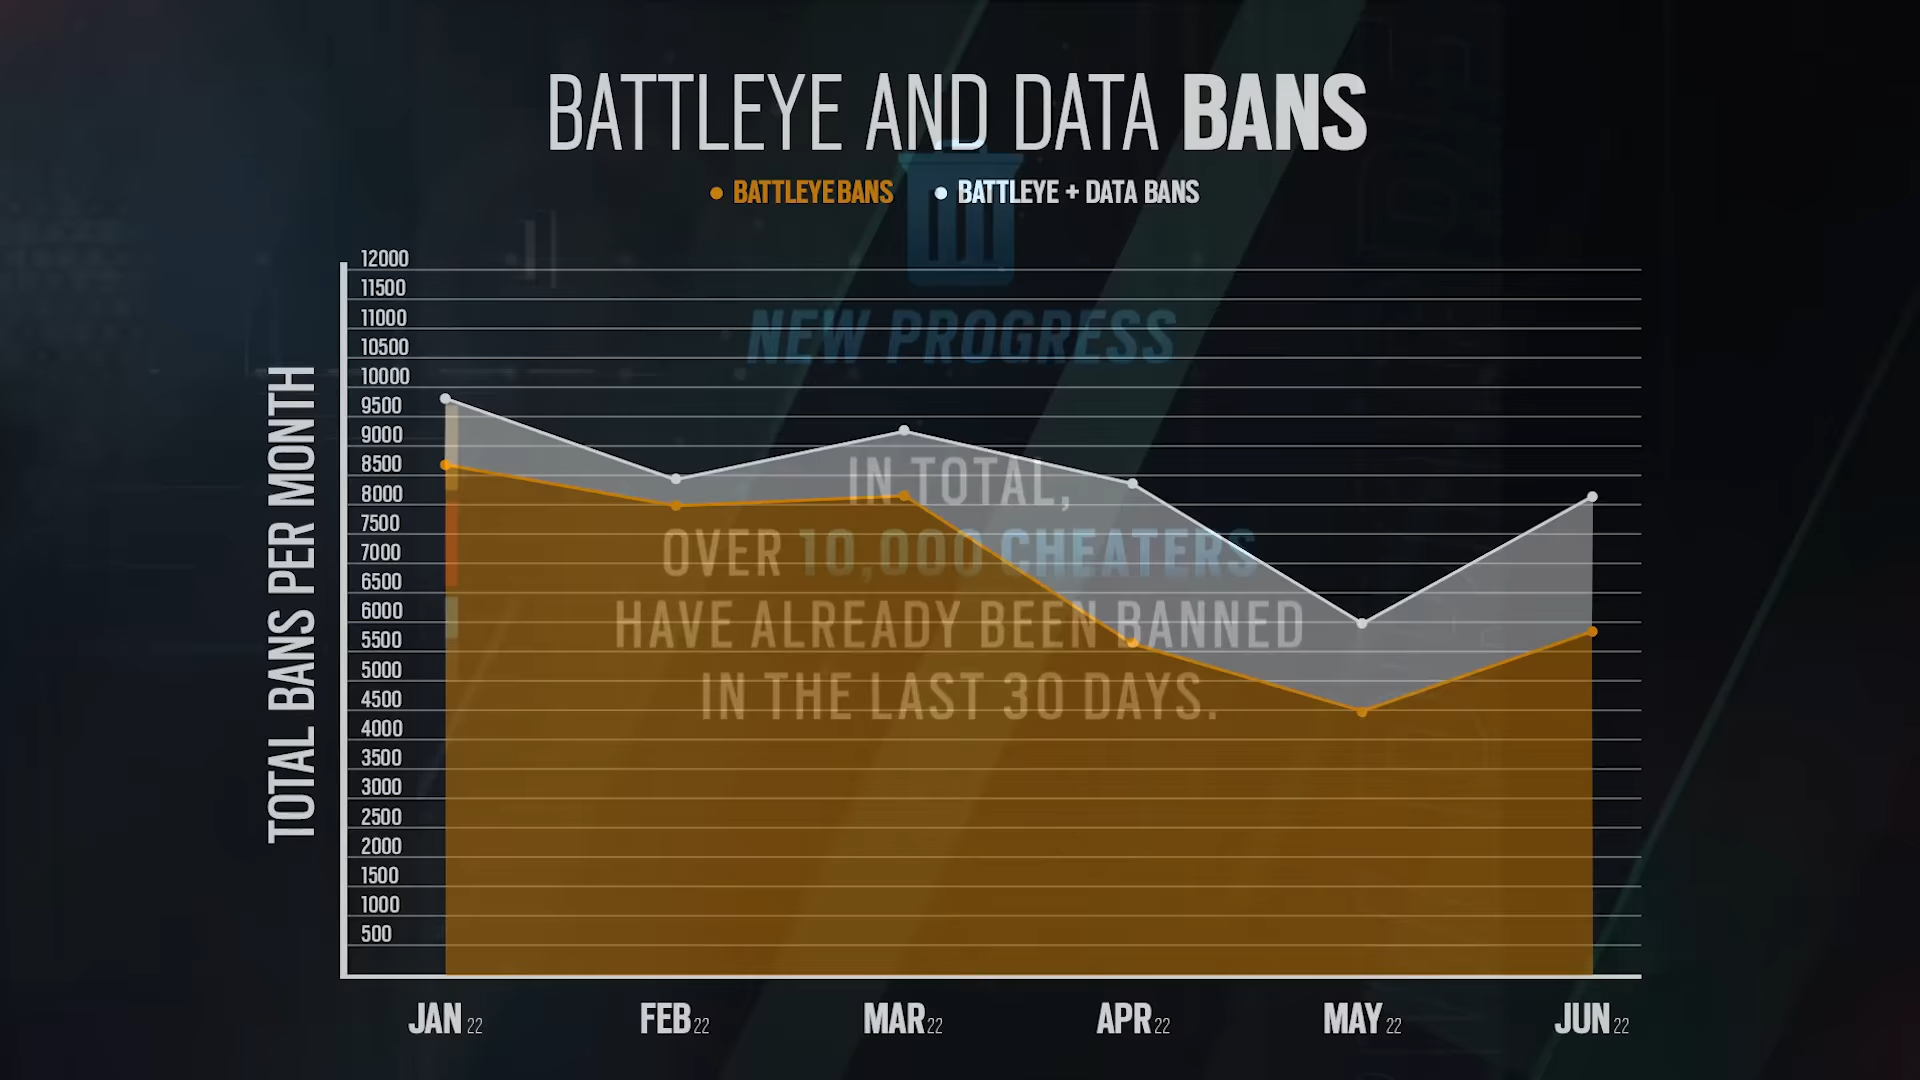 BATTLEYE AND DATA BANS
BATTLEYE BANS
BATTLEYE + DATA BANS
NEW PROGRESS
IN TOTAL,
OVER 10,000 CHEATERS
HAVE ALREADY BEEN BANNED
IN THE LAST 30 DAYS.
TOTAL BANS PER MONTH
12000
11500
11000
10500
10000
9500
9000
8500
8000
7500
7000
6500
6000
5500
5000
4500
4000
3500
3000
2500
2000
1500
1000
500
JAN 22
FEB 22
MAR 22
APR 22
MAY 22
JUN 22